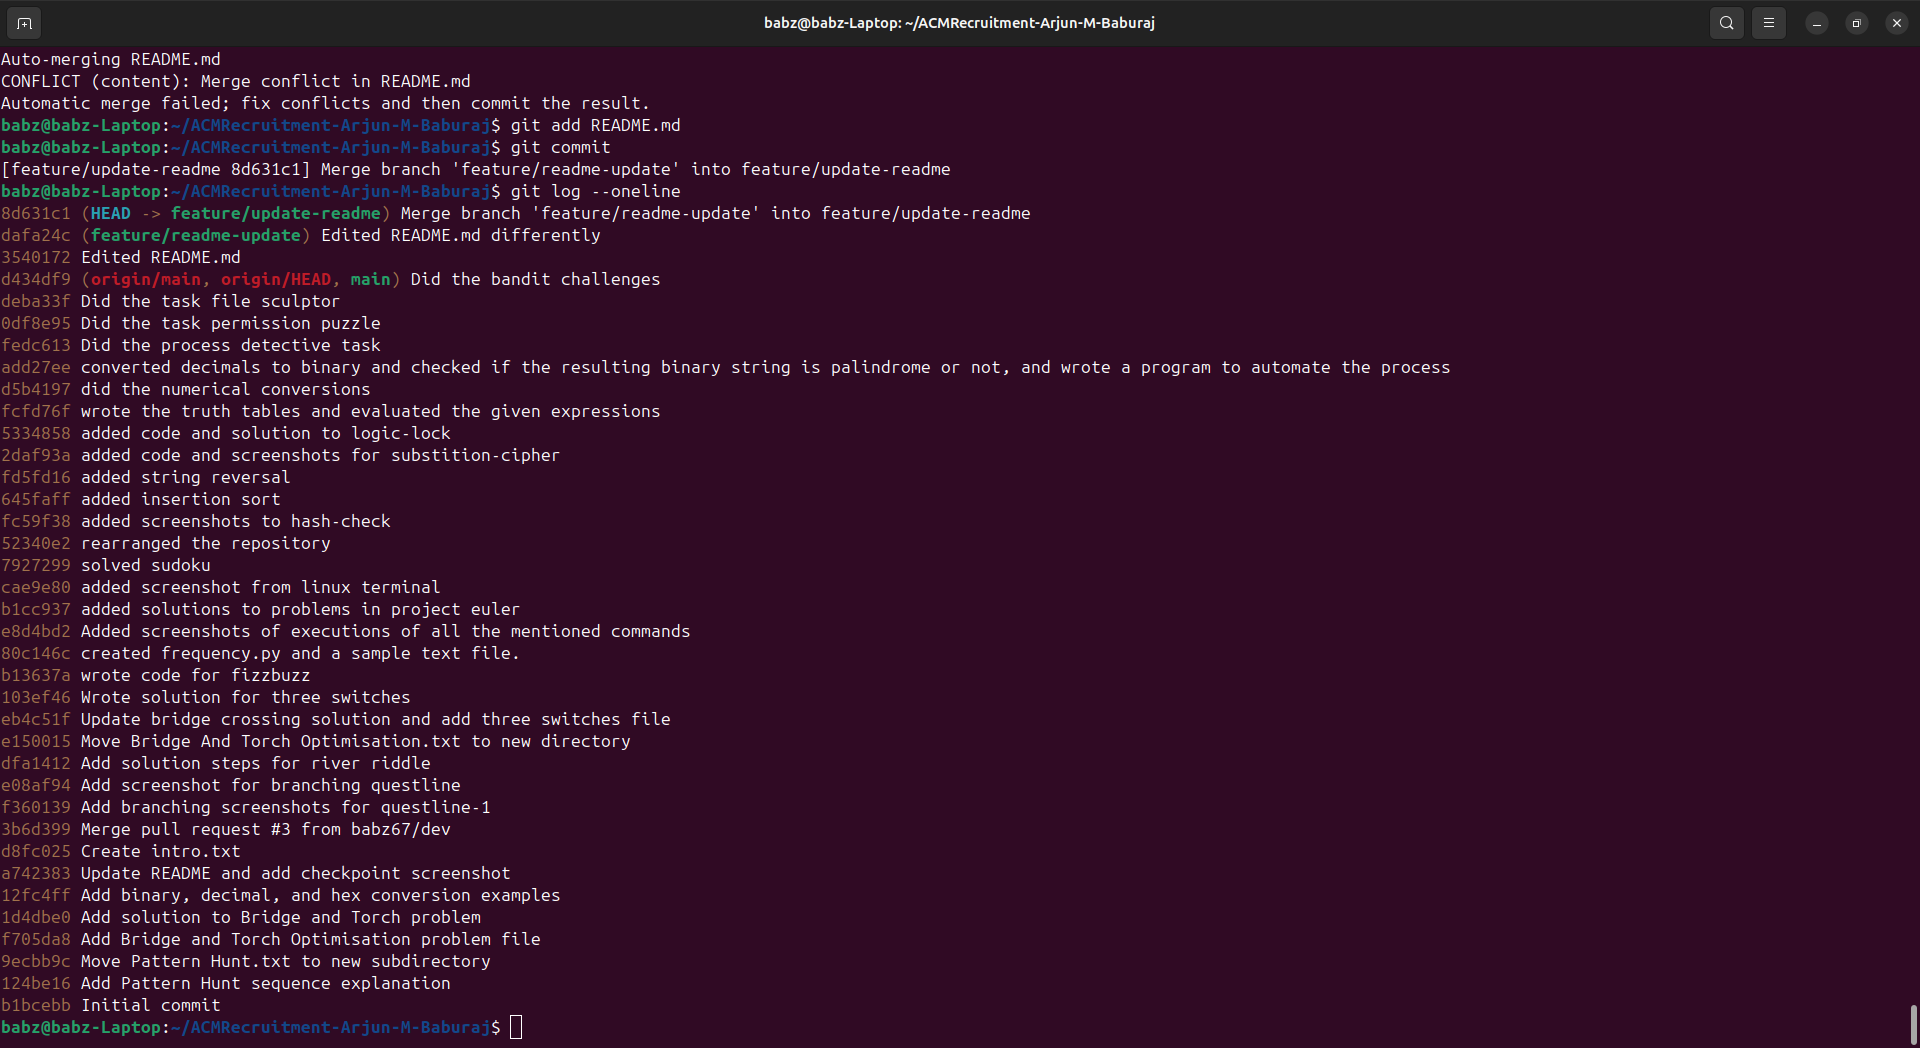 babz@babz-Laptop: ~/ACMRecruitment-Arjun-M-Baburaj
Auto-merging README.md
CONFLICT (content): Merge conflict in README.md
Automatic merge failed; fix conflicts and then commit the result.
babz@babz-Laptop:~/ACMRecruitment-Arjun-M-Baburaj$ git add README.md
babz@babz-Laptop:~/ACMRecruitment-Arjun-M-Baburaj$ git commit
[feature/update-readme 8d631c1] Merge branch 'feature/readme-update' into feature/update-readme
babz@babz-Laptop:~/ACMRecruitment-Arjun-M-Baburaj$ git log --oneline
8d631c1 (HEAD -> feature/update-readme) Merge branch 'feature/readme-update' into feature/update-readme
dafa24c (feature/readme-update) Edited README.md differently
3540172 Edited README.md
d434df9 (origin/main, origin/HEAD, main) Did the bandit challenges
deba33f Did the task file sculptor
0df8e95 Did the task permission puzzle
fedc613 Did the process detective task
add27ee converted decimals to binary and checked if the resulting binary string is palindrome or not, and wrote a program to automate the process
d5b4197 did the numerical conversions
fcfd76f wrote the truth tables and evaluated the given expressions
5334858 added code and solution to logic-lock
2daf93a added code and screenshots for substition-cipher
fd5fd16 added string reversal
645faff added insertion sort
fc59f38 added screenshots to hash-check
52340e2 rearranged the repository
7927299 solved sudoku
cae9e80 added screenshot from linux terminal
b1cc937 added solutions to problems in project euler
e8d4bd2 Added screenshots of executions of all the mentioned commands
80c146c created frequency.py and a sample text file.
b13637a wrote code for fizzbuzz
103ef46 Wrote solution for three switches
eb4c51f Update bridge crossing solution and add three switches file
e150015 Move Bridge And Torch Optimisation.txt to new directory
dfa1412 Add solution steps for river riddle
e08af94 Add screenshot for branching questline
f360139 Add branching screenshots for questline-1
3b6d399 Merge pull request #3 from babz67/dev
d8fc025 Create intro.txt
a742383 Update README and add checkpoint screenshot
12fc4ff Add binary, decimal, and hex conversion examples
1d4dbe0 Add solution to Bridge and Torch problem
f705da8 Add Bridge and Torch Optimisation problem file
9ecbb9c Move Pattern Hunt.txt to new subdirectory
124be16 Add Pattern Hunt sequence explanation
b1bcebb Initial commit
babz@babz-Laptop:~/ACMRecruitment-Arjun-M-Baburaj$